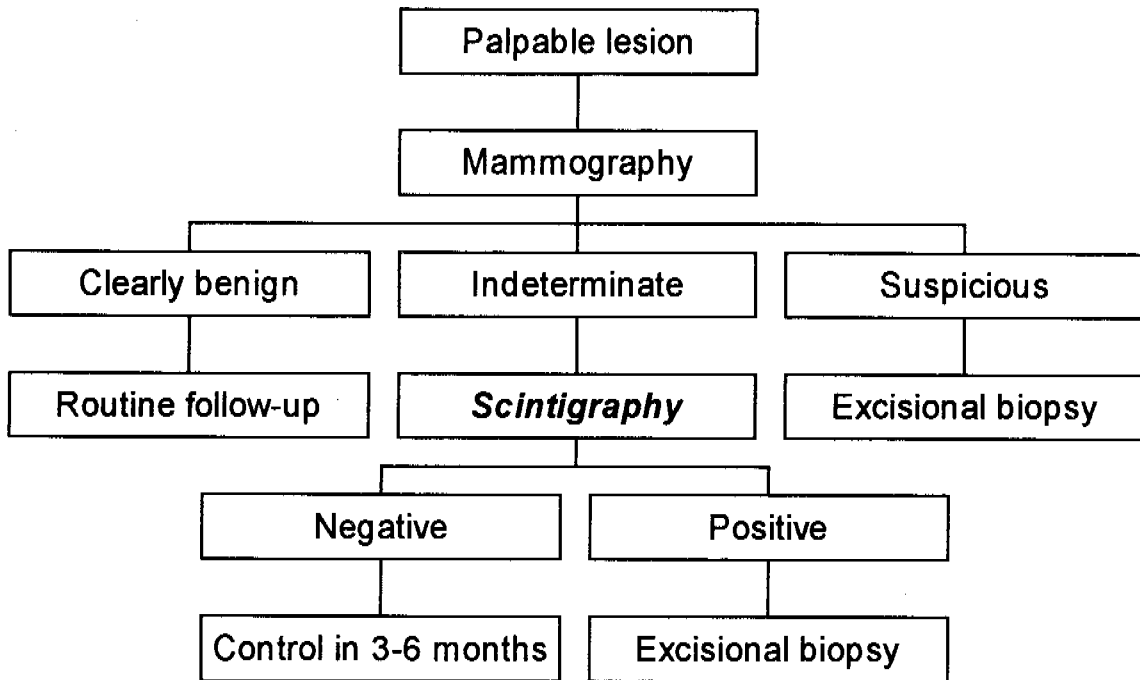 Palpable lesion
Mammography
Clearly benign
Indeterminate
Suspicious
Routine follow-up
Scintigraphy
Excisional biopsy
Negative
Positive
Control in 3-6 months
Excisional biopsy